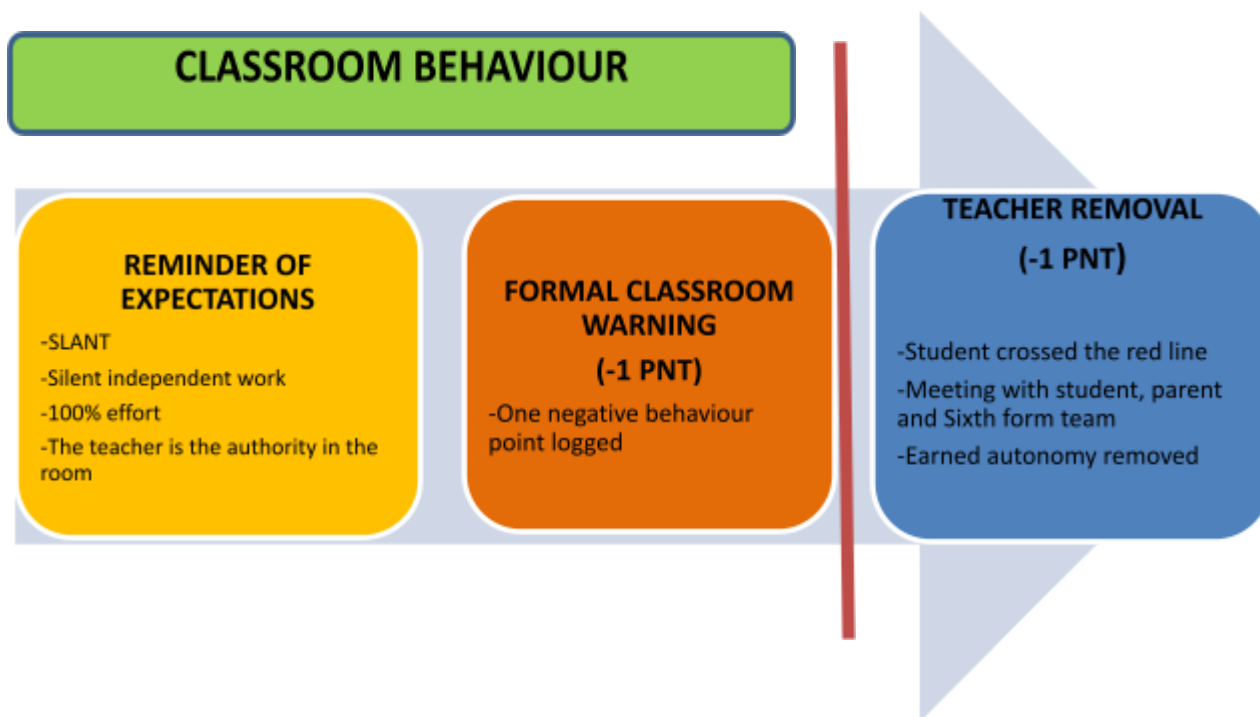 CLASSROOM BEHAVIOUR
REMINDER OF
EXPECTATIONS
-SLANT
-Silent independent work
-100% effort
-The teacher is the authority in the
room
FORMAL CLASSROOM
WARNING
(-1 PNT)
-One negative behaviour
point logged
TEACHER REMOVAL
(-1 PNT)
-Student crossed the red line
-Meeting with student, parent
and Sixth form team
-Earned autonomy removed